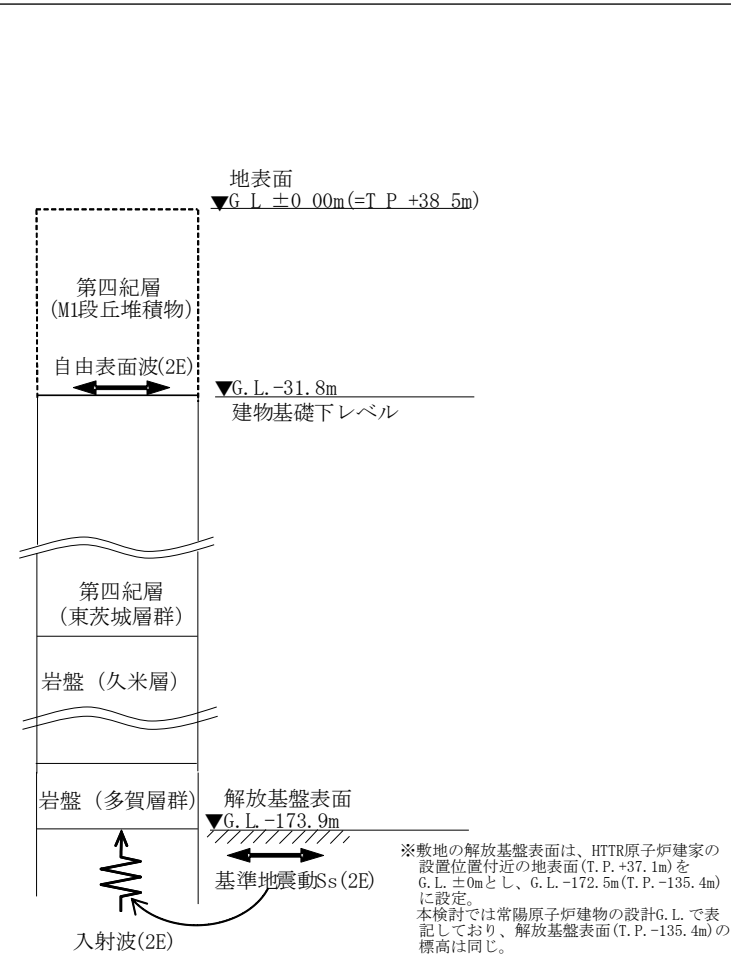 地表面
▼G L ±0 00m(=T P +38 5m)
第四紀層
(M1段丘堆積物)
自由表面波(2E)
▼G.L.-31.8m
建物基礎下レベル
第四紀層
(東茨城層群)
岩盤 (久米層)
岩盤 (多賀層群)
解放基盤表面
▼G.L.-173.9m
基準地震動Ss(2E)
入射波(2E)
※敷地の解放基盤表面は、HTTR原子炉建家の
設置位置付近の地表面(T.P.+37.1m)を
G.L.±0mとし、G.L.-172.5m(T.P.-135.4m)
に設定。
本検討では常陽原子炉建物の設計G.L.で表
記しており、解放基盤表面(T.P.-135.4m)の
標高は同じ。